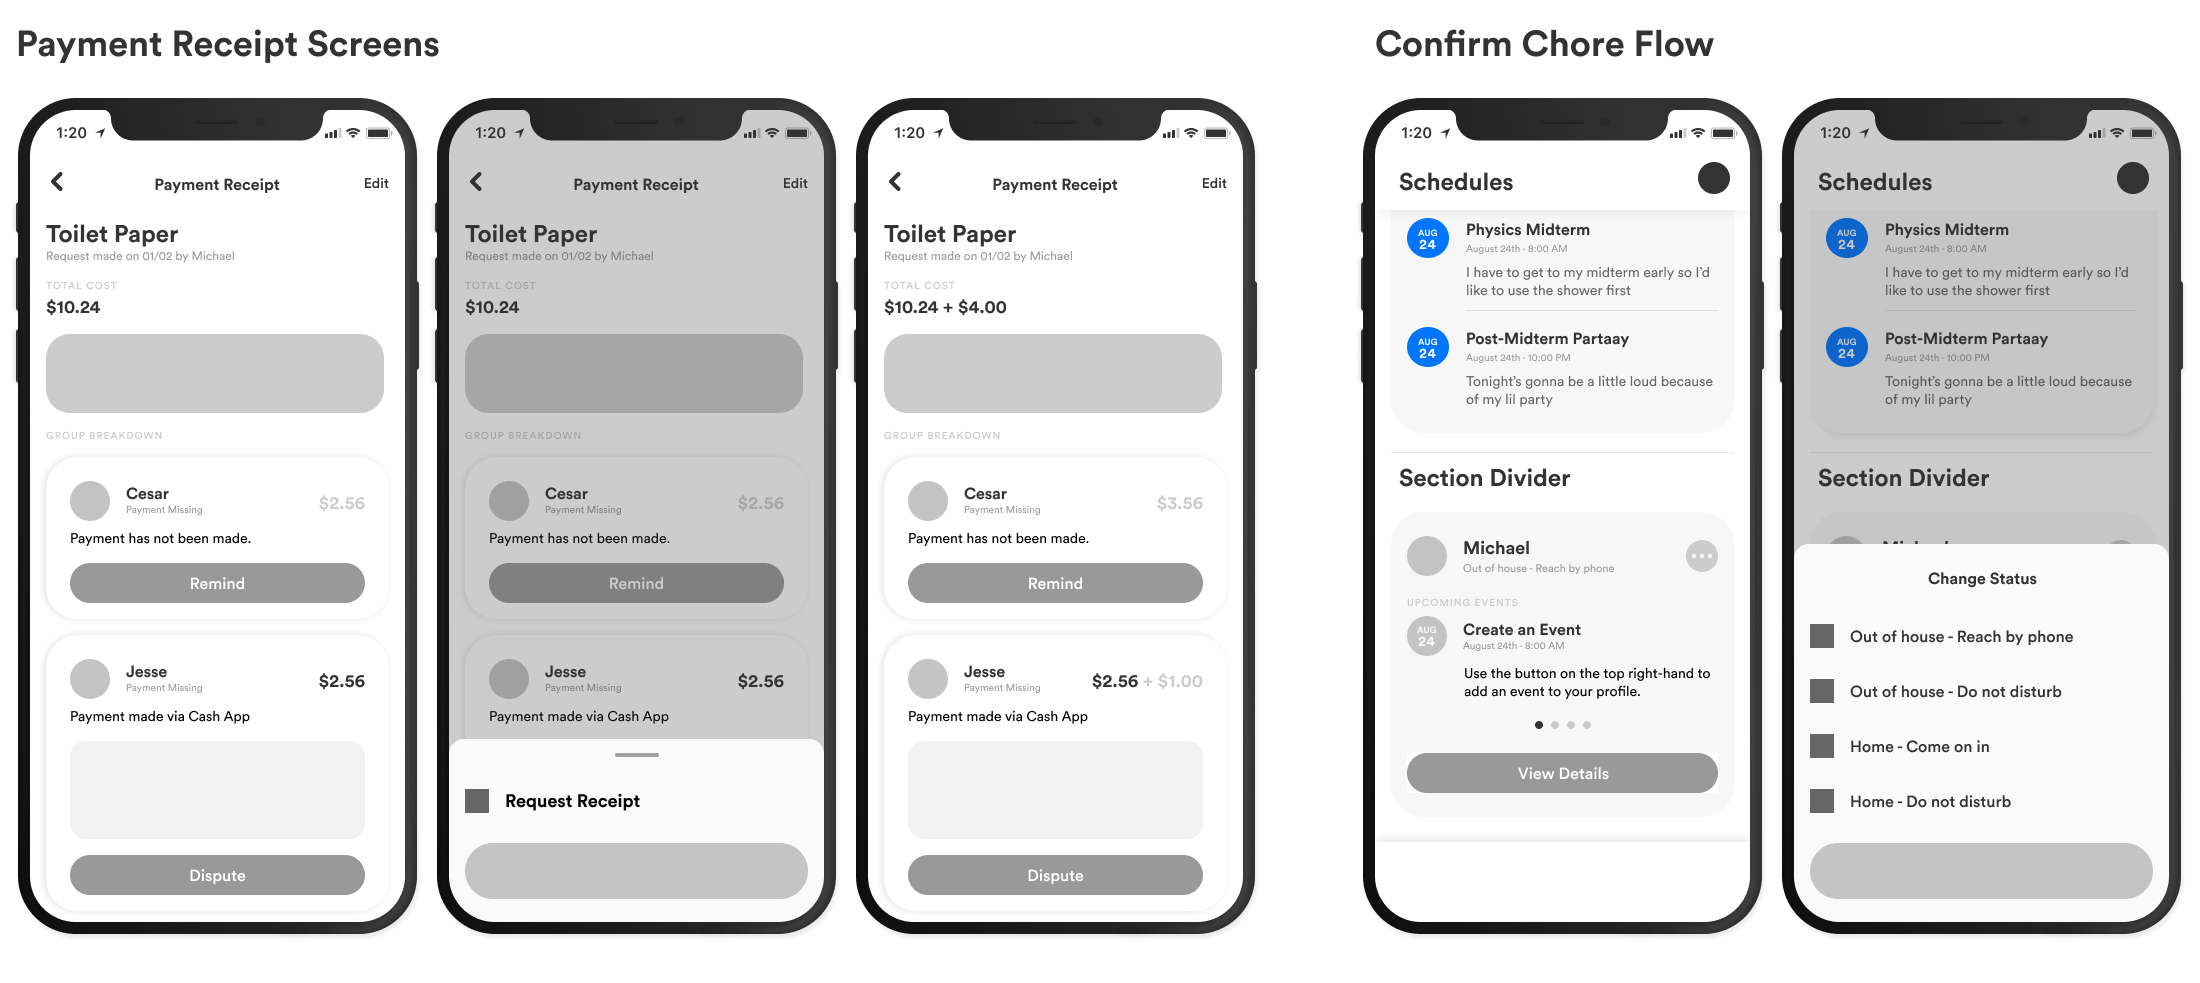 Payment Receipt Screens
1:20
Payment Receipt
Edit
Toilet Paper
Request made on 01/02 by Michael
TOTAL COST
$10.24
GROUP BREAKDOWN
Cesar
Payment Missing
$2.56
Payment has not been made.
Remind
Jesse
Payment Missing
$2.56
Payment made via Cash App
Dispute
1:20
Payment Receipt
Edit
Toilet Paper
Request made on 01/02 by Michael
TOTAL COST
$10.24
GROUP BREAKDOWN
Cesar
Payment Missing
$2.56
Payment has not been made.
Remind
Jesse
Payment Missing
$2.56
Payment made via Cash App
Request Receipt
1:20
Payment Receipt
Edit
Toilet Paper
Request made on 01/02 by Michael
TOTAL COST
$10.24 + $4.00
GROUP BREAKDOWN
Cesar
Payment Missing
$3.56
Payment has not been made.
Remind
Jesse
Payment Missing
$2.56 + $1.00
Payment made via Cash App
Dispute
Confirm Chore Flow
1:20
Schedules
AUG
24
Physics Midterm
August 24th - 8:00 AM
I have to get to my midterm early so I'd
like to use the shower first
AUG
24
Post-Midterm Partaay
August 24th - 10:00 PM
Tonight's gonna be a little loud because
of my lil party
Section Divider
Michael
Out of house - Reach by phone
UPCOMING EVENTS
AUG
24
Create an Event
August 24th - 8:00 AM
Use the button on the top right-hand to
add an event to your profile.
View Details
1:20
Schedules
AUG
24
Physics Midterm
August 24th - 8:00 AM
I have to get to my midterm early so I'd
like to use the shower first
AUG
24
Post-Midterm Partaay
August 24th - 10:00 PM
Tonight's gonna be a little loud because
of my lil party
Section Divider
Change Status
Out of house - Reach by phone
Out of house - Do not disturb
Home - Come on in
Home - Do not disturb